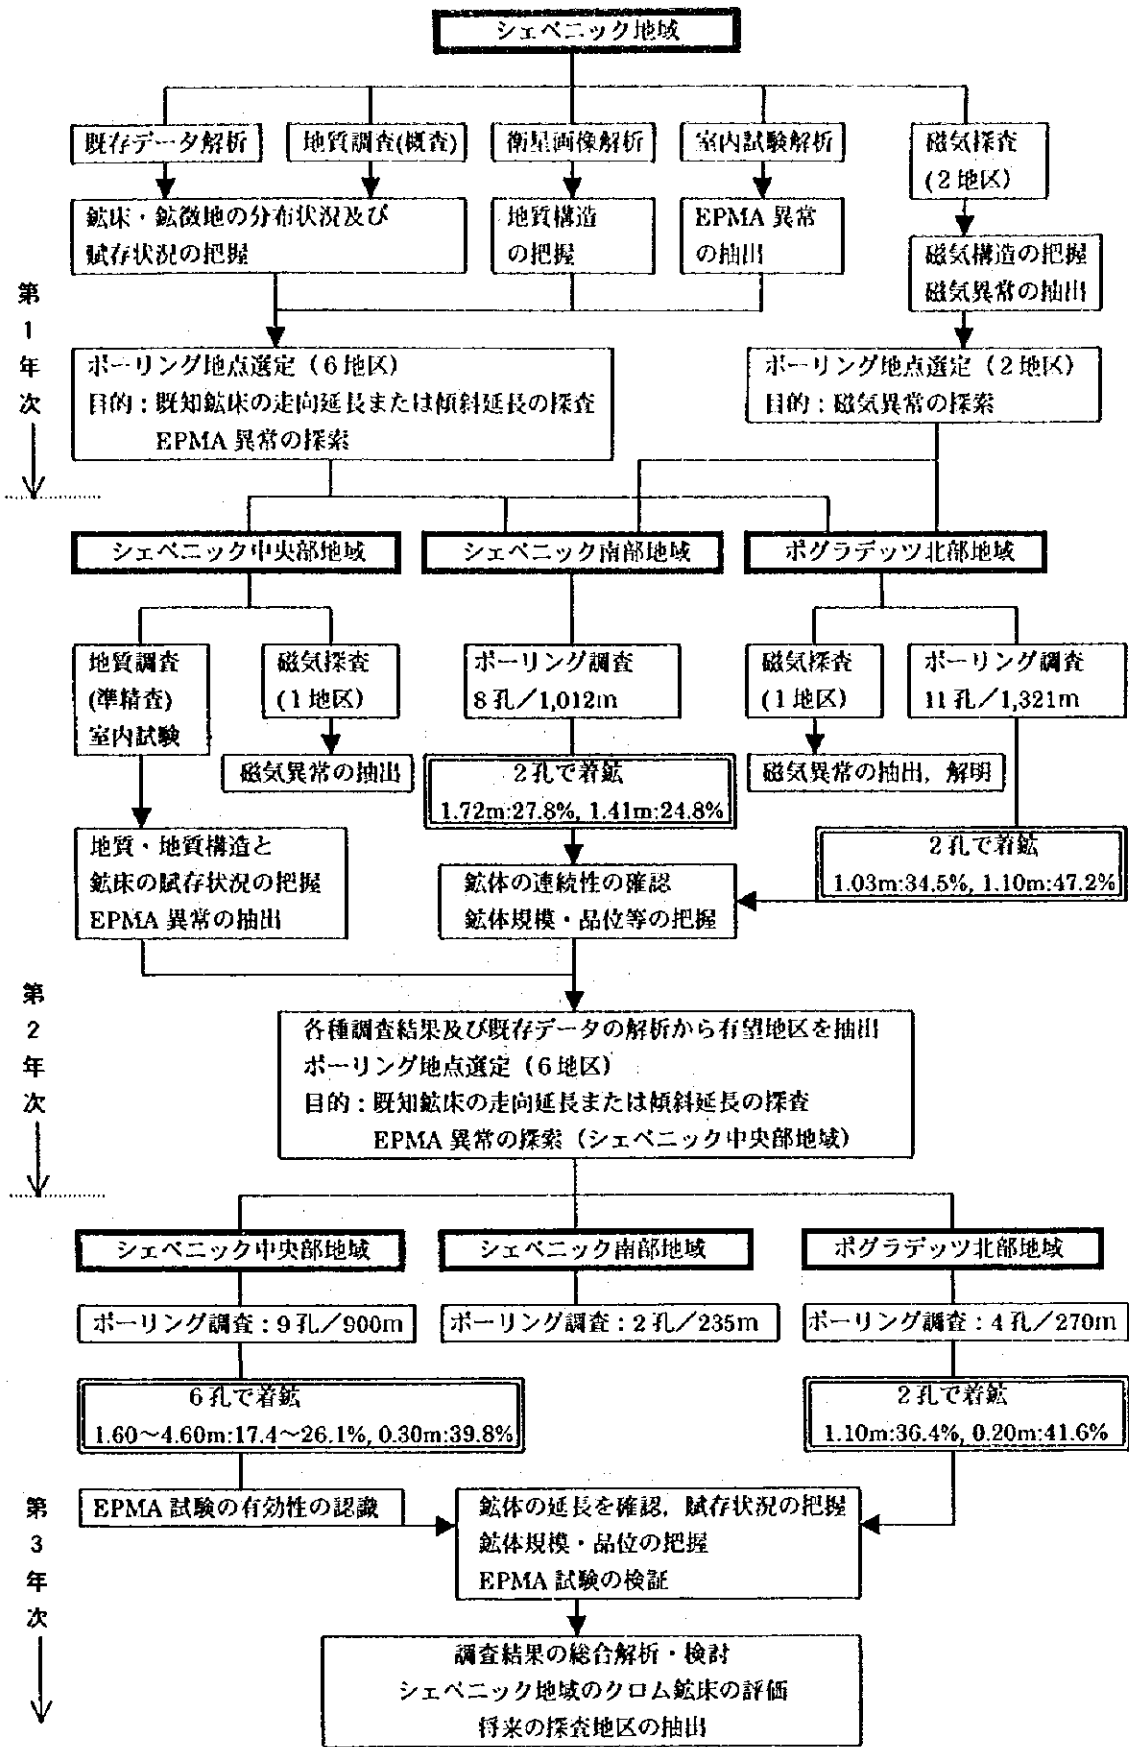 シェベニック地域
既存データ解析
地質調査(概査)
衛星画像解析
室内試験解析
磁気探査
(2地区)
鉱床・鉱徴地の分布状況及び
賦存状況の把握
地質構造
の把握
EPMA 異常
の抽出
磁気構造の把握
磁気異常の抽出
第1年次
ボーリング地点選定（6地区）
目的：既知鉱床の走向延長または傾斜延長の探査
EPMA 異常の探索
ボーリング地点選定（2地区）
目的：磁気異常の探索
シェベニック中央部地域
シェベニック南部地域
ポグラデッツ北部地域
地質調査
(準精査)
室内試験
磁気探査
(1地区)
ボーリング調査
8孔／1,012m
磁気探査
(1地区)
ボーリング調査
11孔／1,321m
磁気異常の抽出
2孔で着鉱
1.72m:27.8%, 1.41m:24.8%
磁気異常の抽出，解明
2孔で着鉱
1.03m:34.5%, 1.10m:47.2%
地質・地質構造と
鉱床の賦存状況の把握
EPMA 異常の抽出
鉱体の連続性の確認
鉱体規模・品位等の把握
第2年次
各種調査結果及び既存データの解析から有望地区を抽出
ボーリング地点選定（6地区）
目的：既知鉱床の走向延長または傾斜延長の探査
EPMA 異常の探索（シェベニック中央部地域）
シェベニック中央部地域
シェベニック南部地域
ポグラデッツ北部地域
ボーリング調査：9孔／900m
ボーリング調査：2孔／235m
ボーリング調査：4孔／270m
6孔で着鉱
1.60～4.60m:17.4～26.1%, 0.30m:39.8%
2孔で着鉱
1.10m:36.4%, 0.20m:41.6%
第3年次
EPMA 試験の有効性の認識
鉱体の延長を確認，賦存状況の把握
鉱体規模・品位の把握
EPMA 試験の検証
調査結果の総合解析・検討
シェベニック地域のクロム鉱床の評価
将来の探査地区の抽出